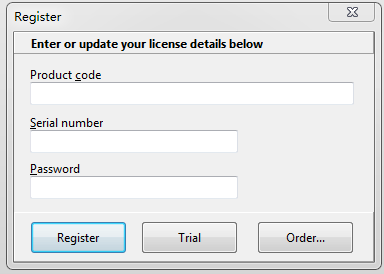 Register
Enter or update your license details below
Product code
Serial number
Password
Register
Trial
Order...